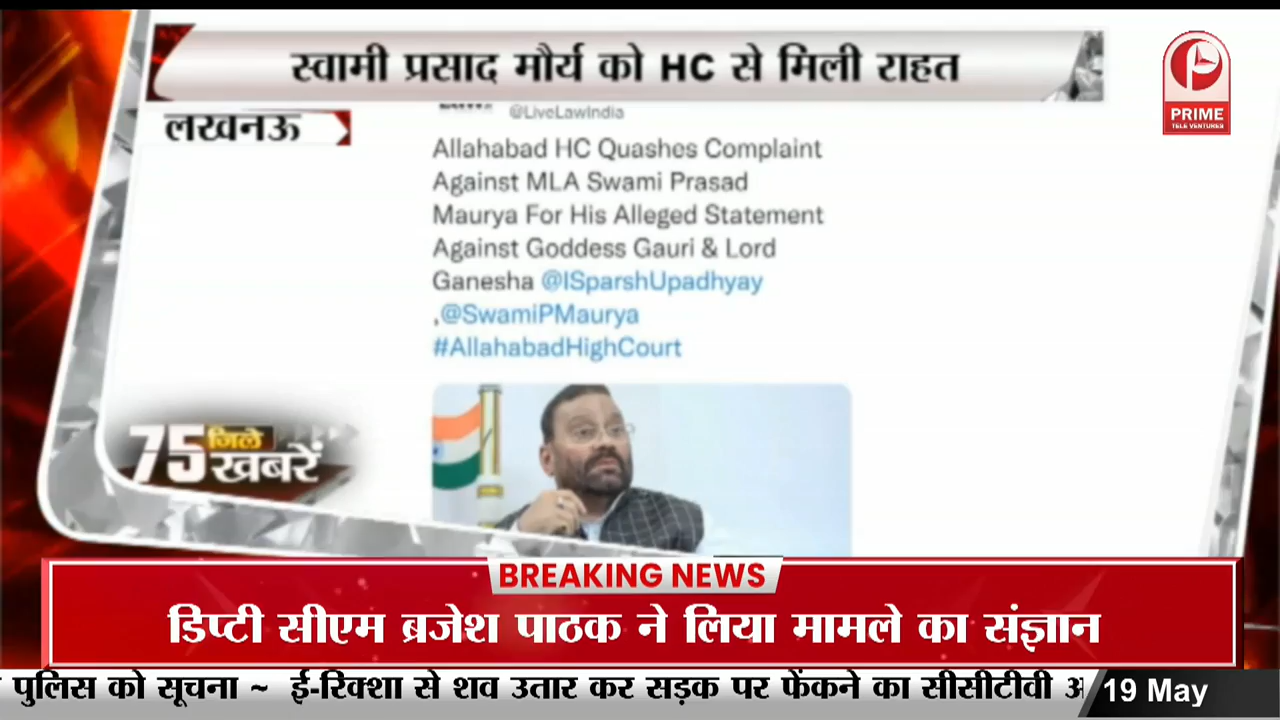 स्वामी प्रसाद मौर्य को HC से मिली राहत
PRIME
TELE VENTURES
लखनऊ
@LiveLawIndia
Allahabad HC Quashes Complaint
Against MLA Swami Prasad
Maurya For His Alleged Statement
Against Goddess Gauri & Lord
Ganesha @ISparshUpadhyay
,@SwamiPMaurya
#AllahabadHighCourt
75 जिले
खबरें
BREAKING NEWS
डिप्टी सीएम ब्रजेश पाठक ने लिया मामले का संज्ञान
पुलिस को सूचना ~ ई-रिक्शा से शव उतार कर सड़क पर फेंकने का सीसीटीवी
19 May